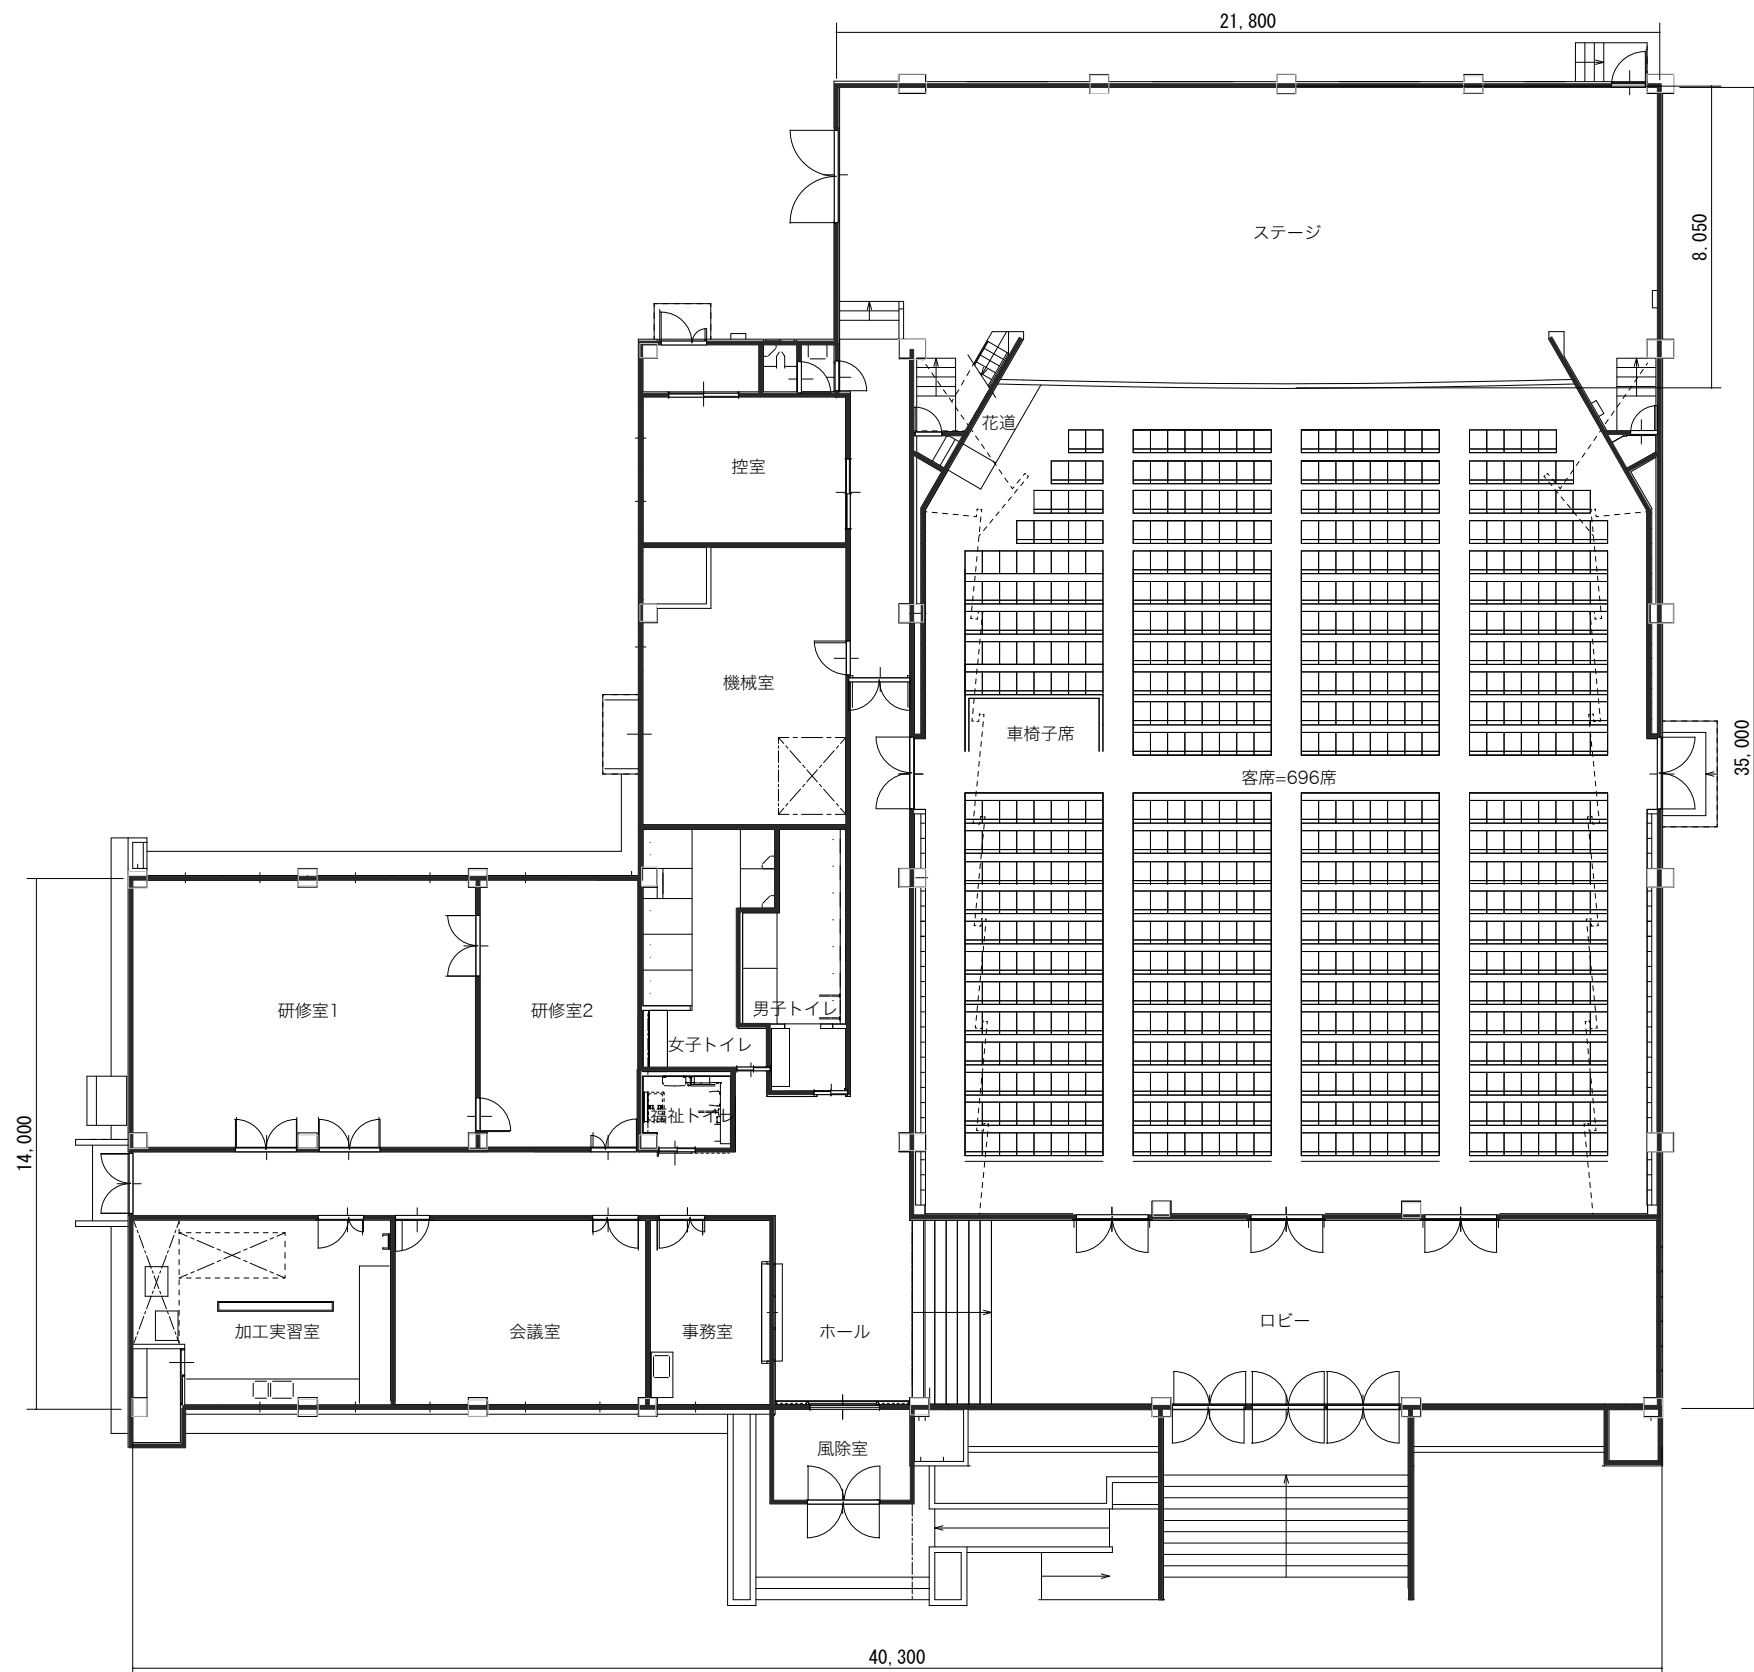 21,800
ステージ
8.050
花道
控室
機械室
車椅子席
35,000
客席=696席
研修室1
研修室2
男子トイレ
女子トイレ
福祉トイレ
14,000
加工実習室
会議室
事務室
ホール
ロビー
風除室
40,300